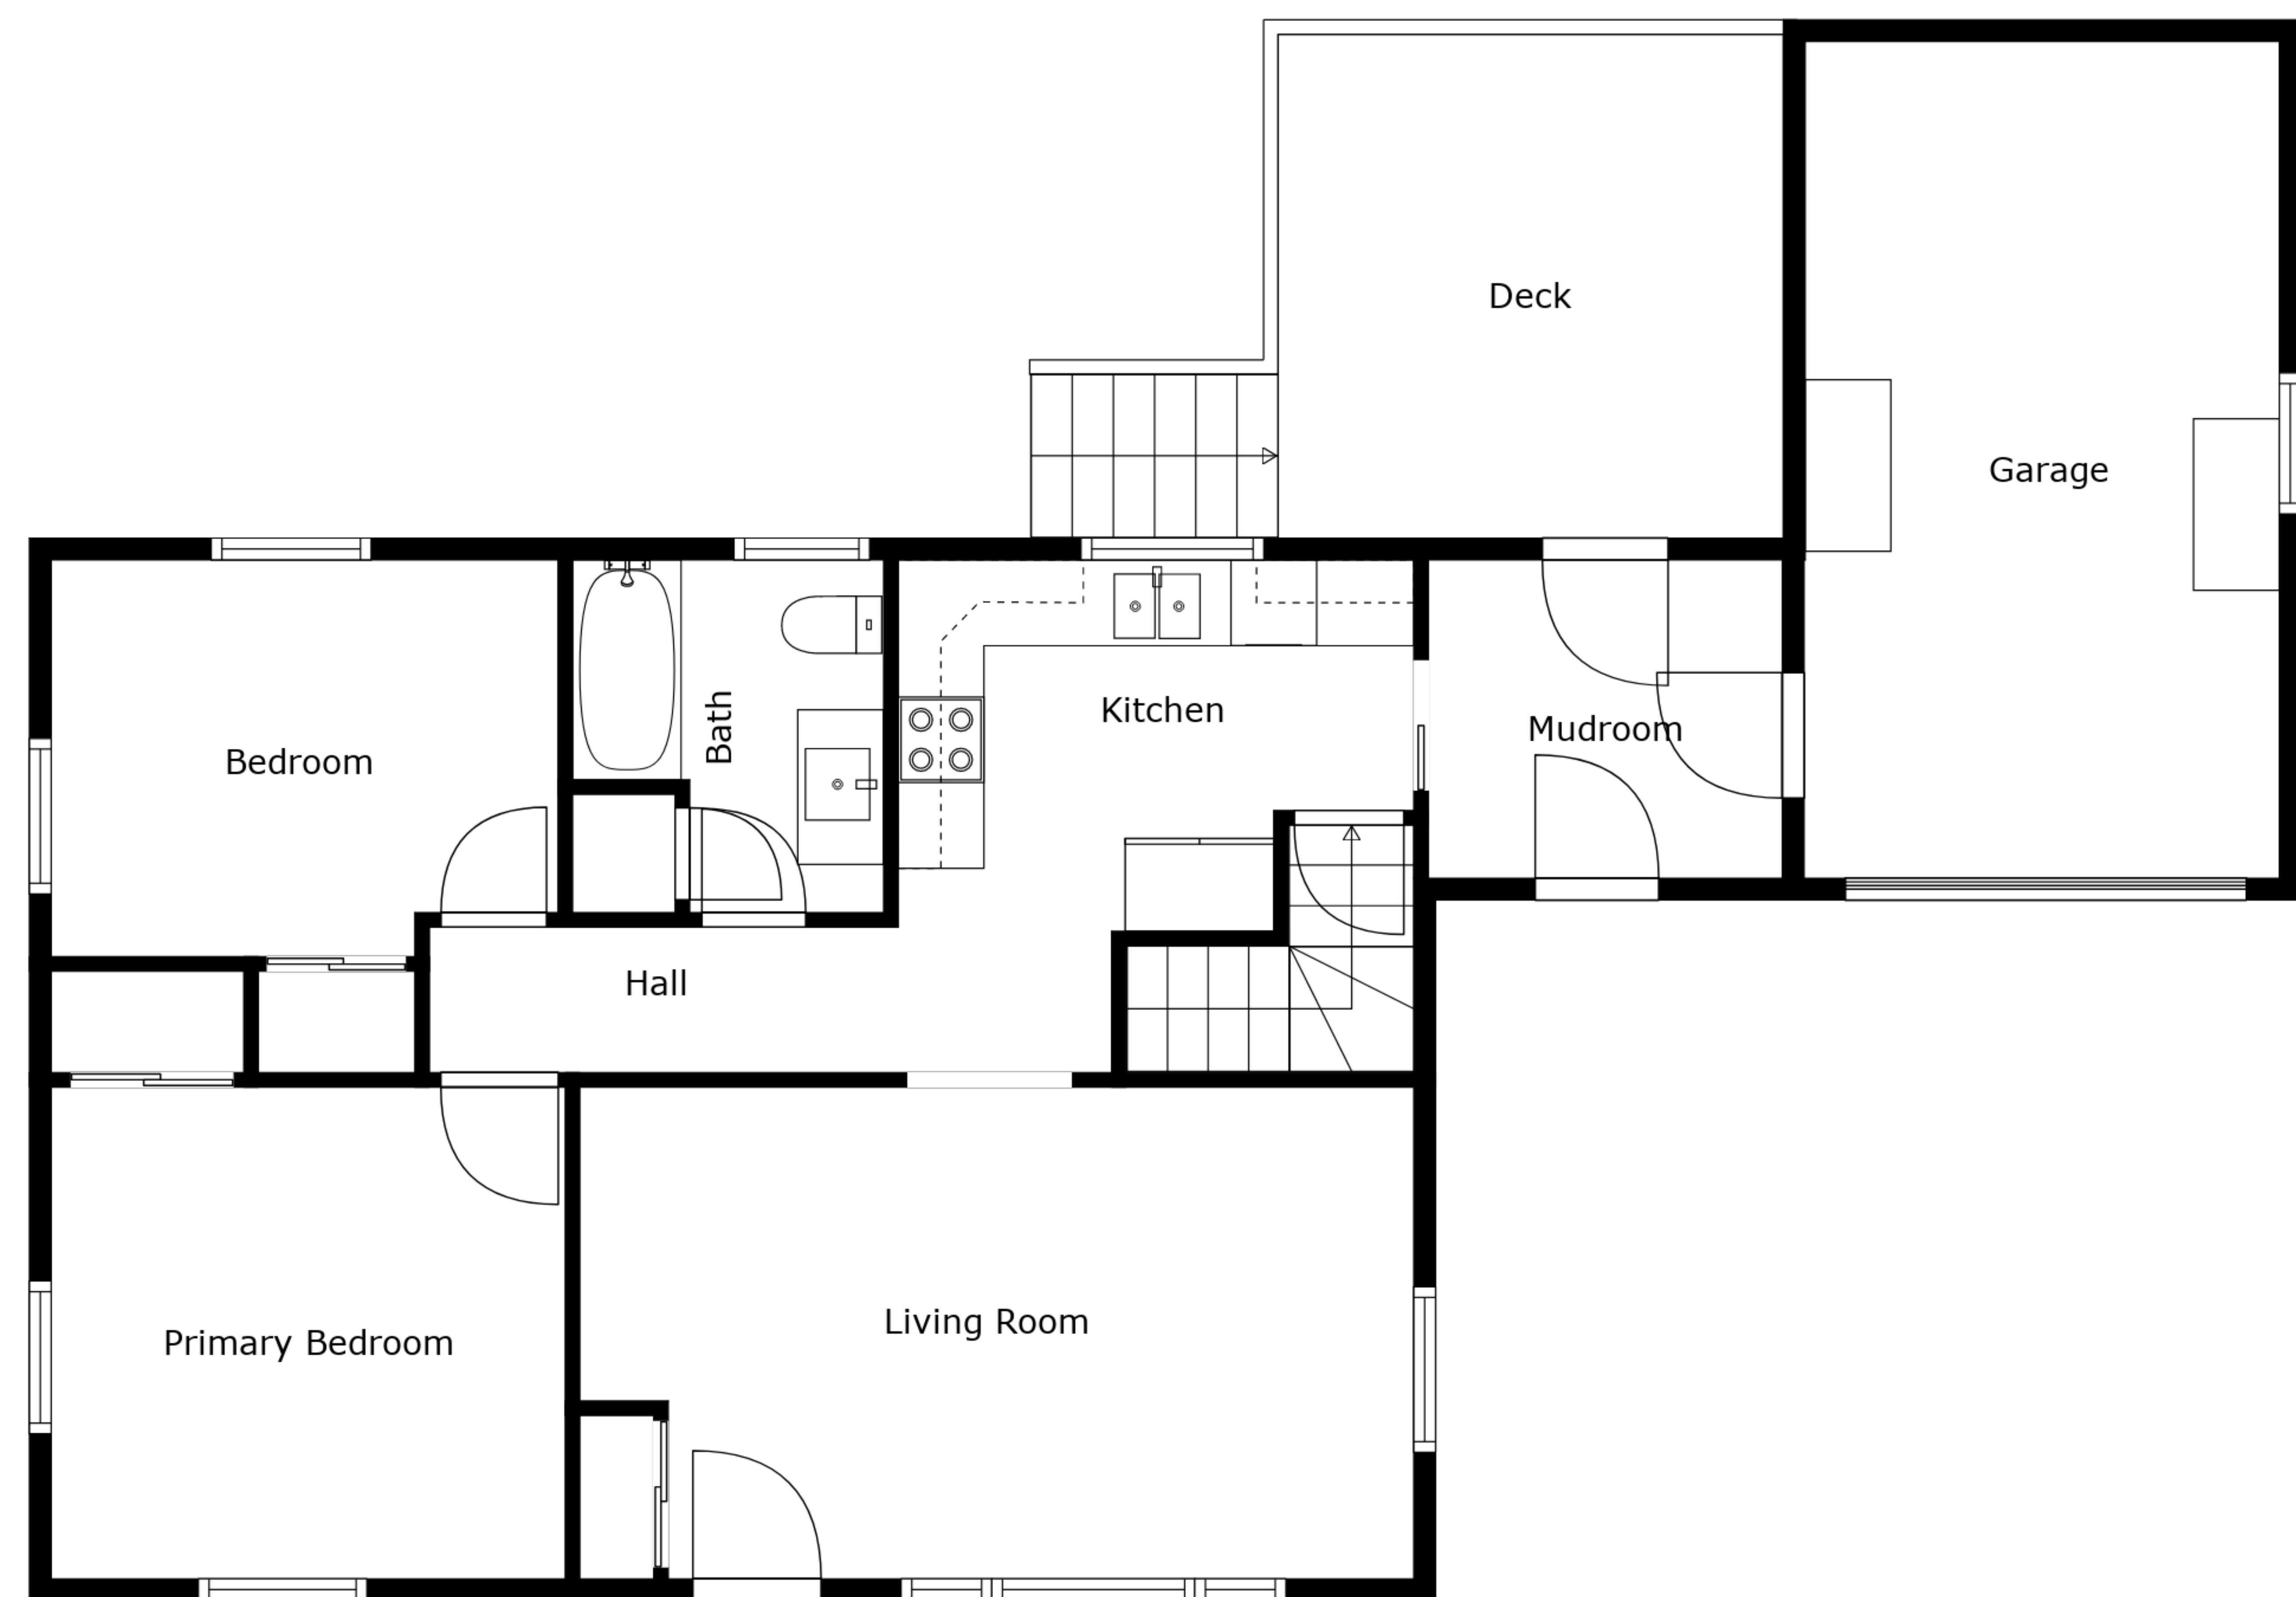 Deck
Garage
Kitchen
Bath
Mudroom
Bedroom
Hall
Living Room
Primary Bedroom